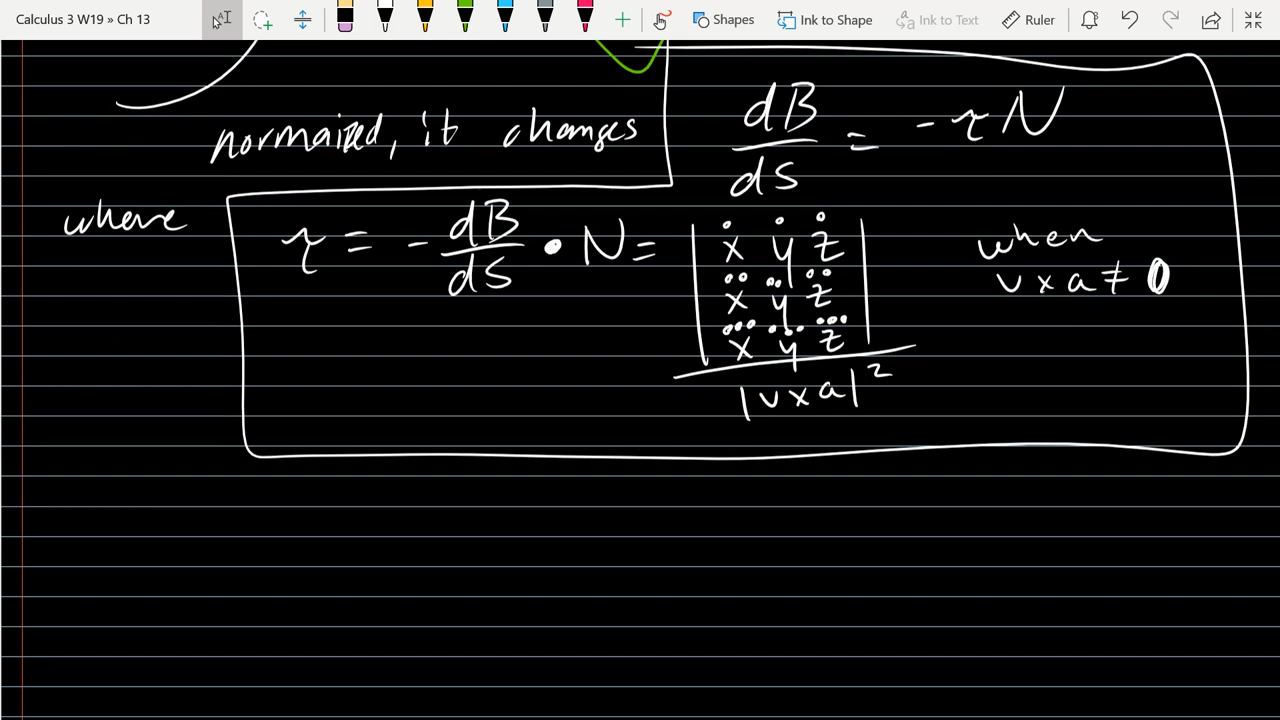 Calculus 3 W19 » Ch 13
Shapes
Ink to Shape
Ink to Text
Ruler
normaized, it changes
dB/ds = -τN
where
τ = - dB/ds • N = |ẋ ẏ ż; ẍ ÿ z̈; x⃛ y⃛ z⃛| / |v x a|²
when
v x a ≠ 0